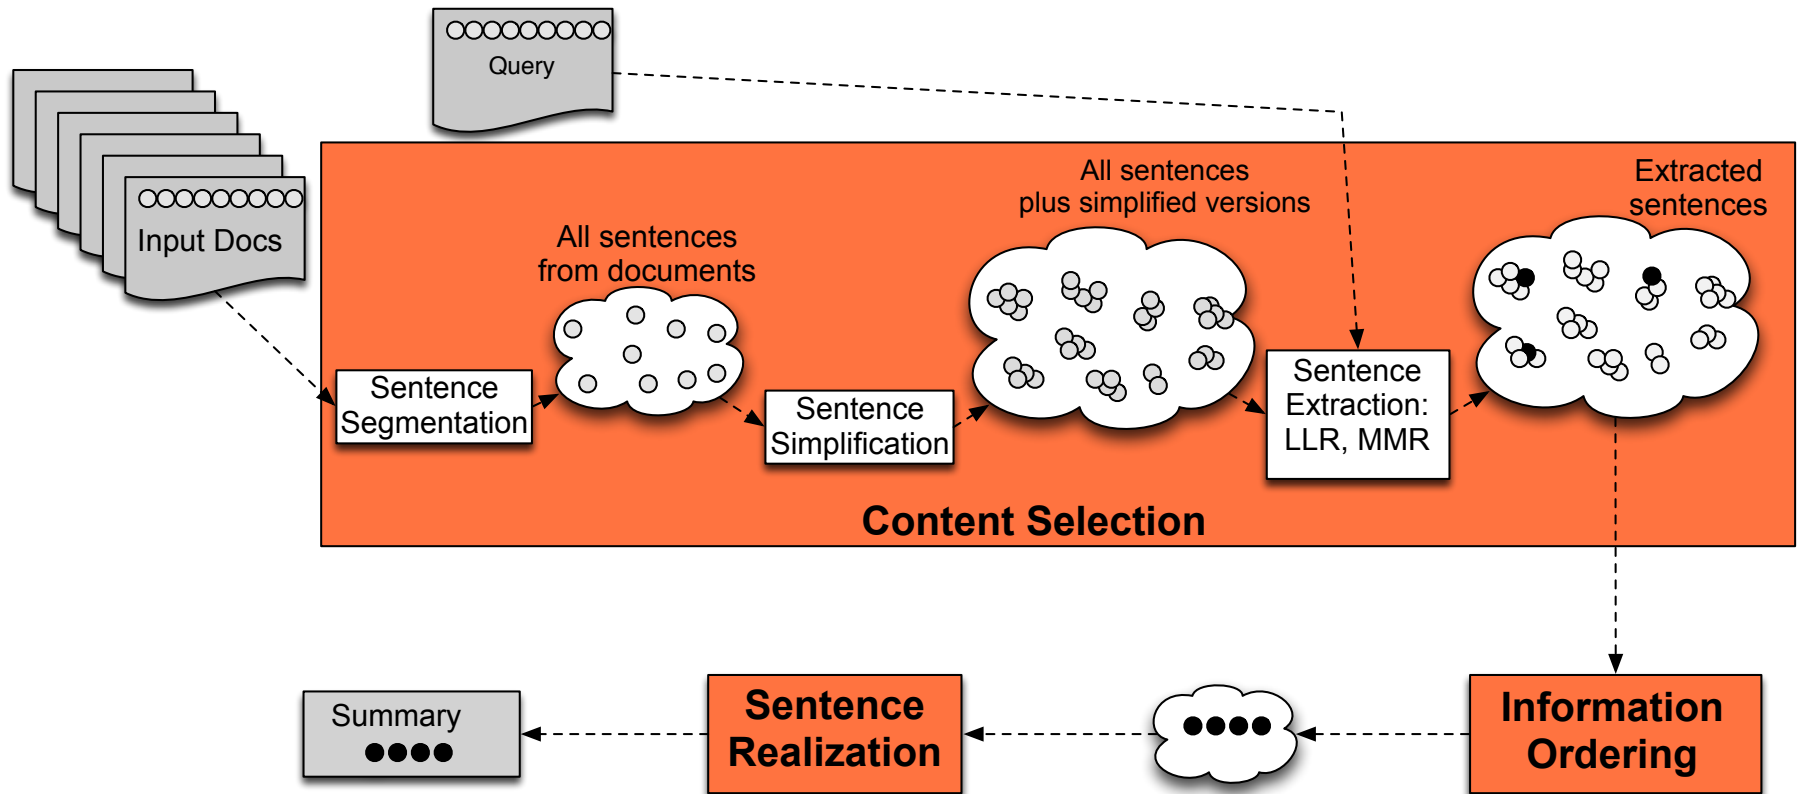 Query
Input Docs
All sentences
from documents
All sentences
plus simplified versions
Extracted
sentences
Sentence
Segmentation
Sentence
Simplification
Sentence
Extraction:
LLR, MMR
Content Selection
Summary
Sentence
Realization
Information
Ordering